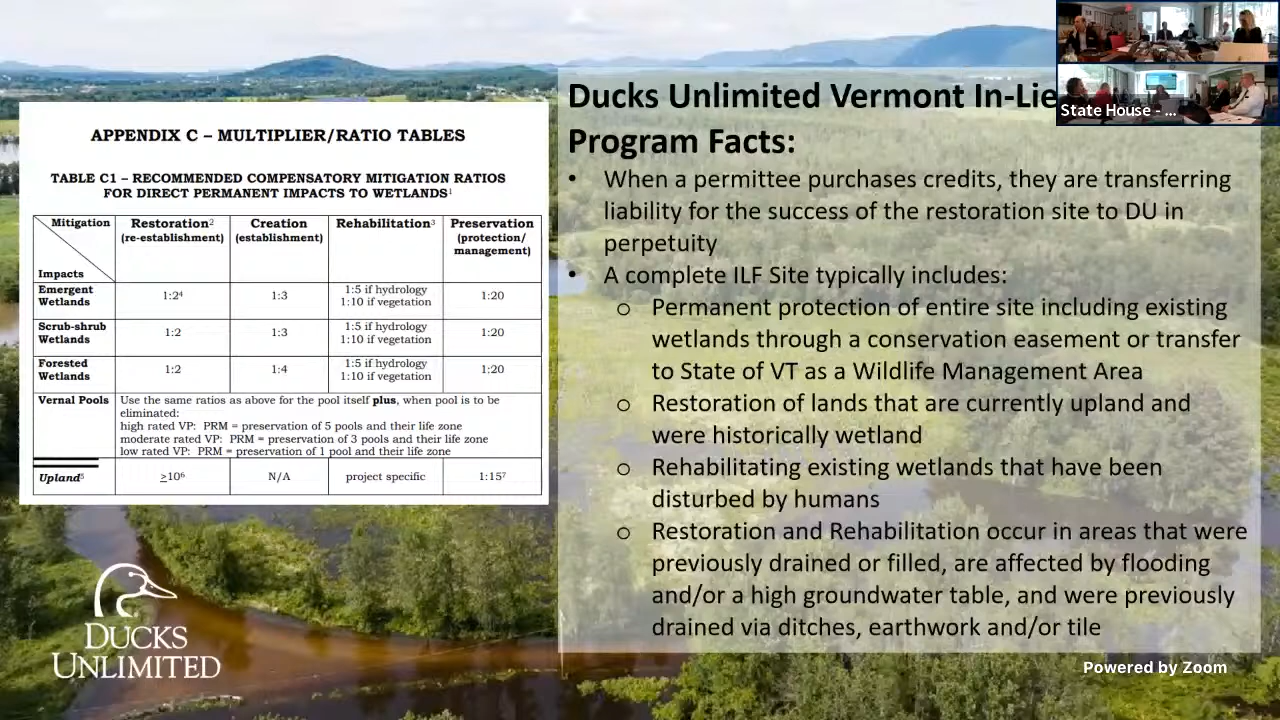 APPENDIX C – MULTIPLIER/RATIO TABLES
TABLE C1 – RECOMMENDED COMPENSATORY MITIGATION RATIOS
FOR DIRECT PERMANENT IMPACTS TO WETLANDS¹
Mitigation Restoration² Creation Rehabilitation³ Preservation
(re-establishment) (establishment) (protection/
management)
Impacts
Emergent Wetlands 1:2⁴ 1:3 1:5 if hydrology 1:10 if vegetation 1:20
Scrub-shrub Wetlands 1:2 1:3 1:5 if hydrology 1:10 if vegetation 1:20
Forested Wetlands 1:2 1:4 1:5 if hydrology 1:10 if vegetation 1:20
Vernal Pools Use the same ratios as above for the pool itself plus, when pool is to be
eliminated:
high rated VP: PRM = preservation of 5 pools and their life zone
moderate rated VP: PRM = preservation of 3 pools and their life zone
low rated VP: PRM = preservation of 1 pool and their life zone
Upland⁵ ≥10⁶ N/A project specific 1:15⁷
DUCKS
UNLIMITED
Ducks Unlimited Vermont In-Lie
Program Facts:
• When a permittee purchases credits, they are transferring
liability for the success of the restoration site to DU in
perpetuity
• A complete ILF Site typically includes:
o Permanent protection of entire site including existing
wetlands through a conservation easement or transfer
to State of VT as a Wildlife Management Area
o Restoration of lands that are currently upland and
were historically wetland
o Rehabilitating existing wetlands that have been
disturbed by humans
o Restoration and Rehabilitation occur in areas that were
previously drained or filled, are affected by flooding
and/or a high groundwater table, and were previously
drained via ditches, earthwork and/or tile
State House - ...
Powered by Zoom